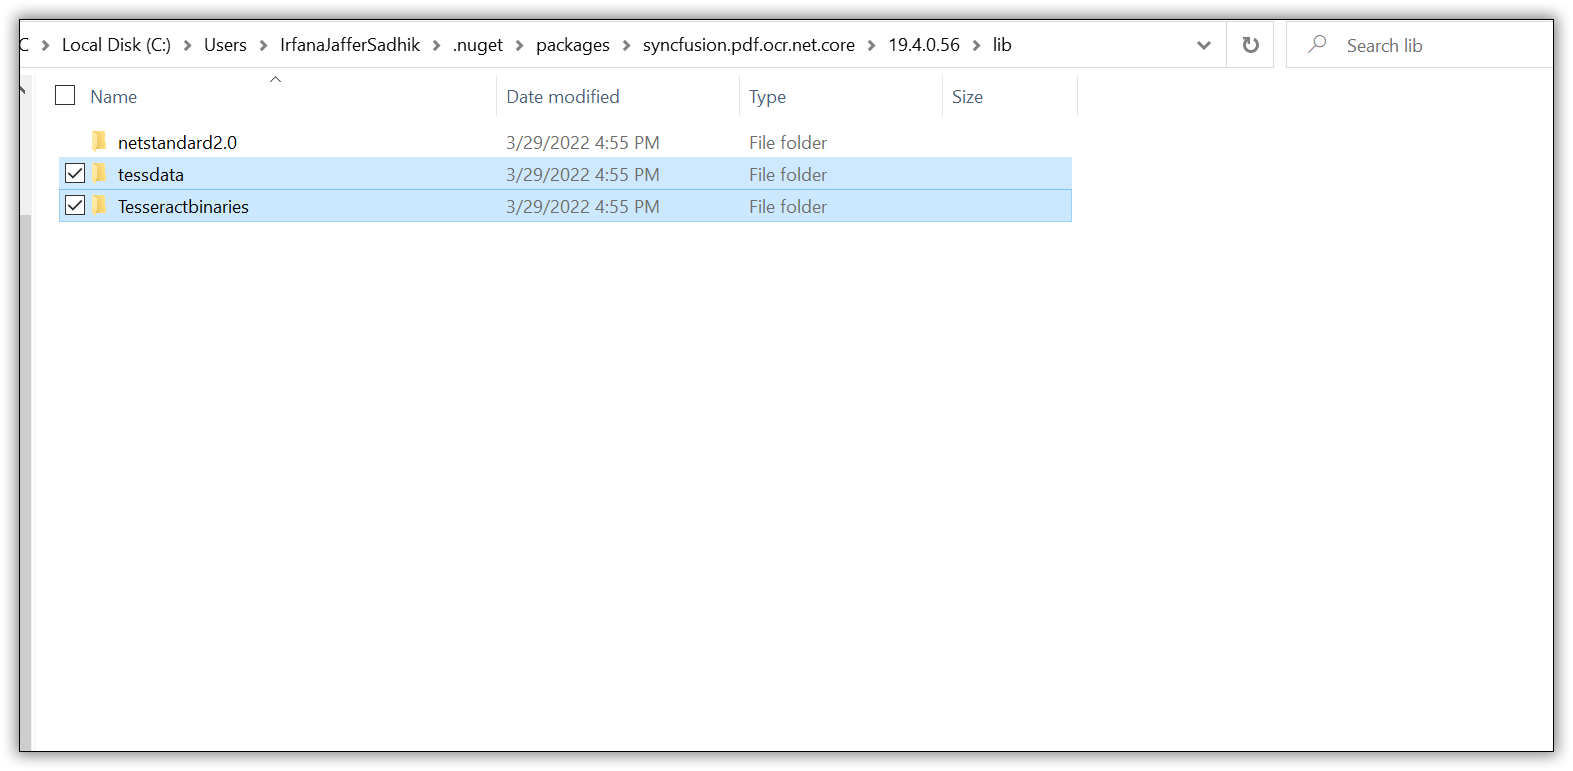 C > Local Disk (C:) > Users > IrfanaJafferSadhik > .nuget > packages > syncfusion.pdf.ocr.net.core > 19.4.0.56 > lib Search lib
Name Date modified Type Size
netstandard2.0 3/29/2022 4:55 PM File folder
tessdata 3/29/2022 4:55 PM File folder
Tesseractbinaries 3/29/2022 4:55 PM File folder